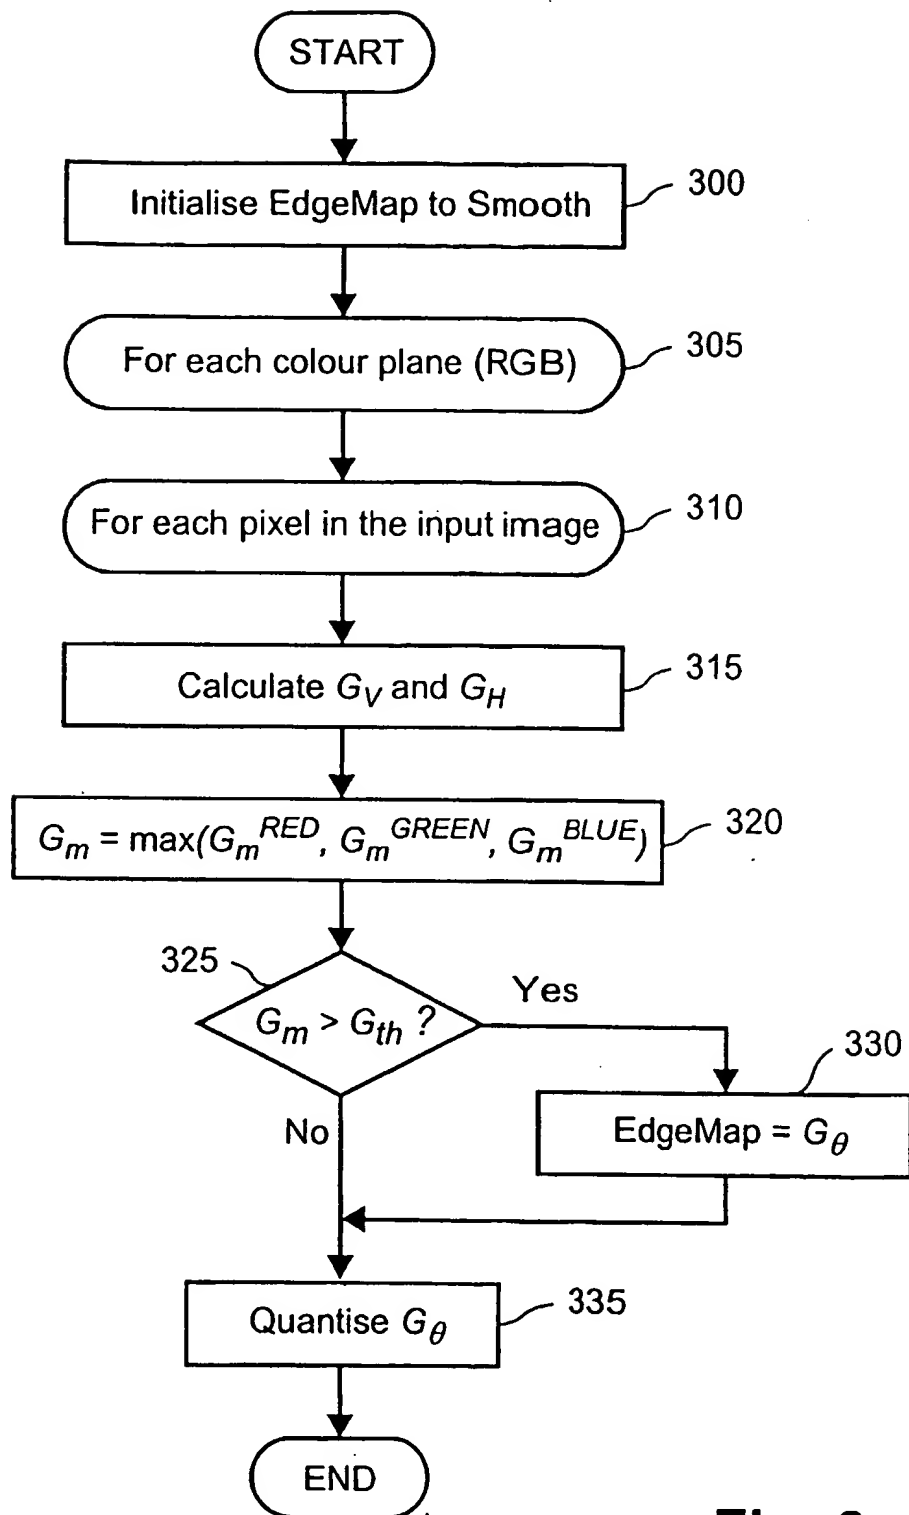 START
Initialise EdgeMap to Smooth
300
For each colour plane (RGB)
305
For each pixel in the input image
310
Calculate G_V and G_H
315
G_m = max(G_m^RED, G_m^GREEN, G_m^BLUE)
320
325
G_m > G_th ?
Yes
No
330
EdgeMap = G_θ
Quantise G_θ
335
END